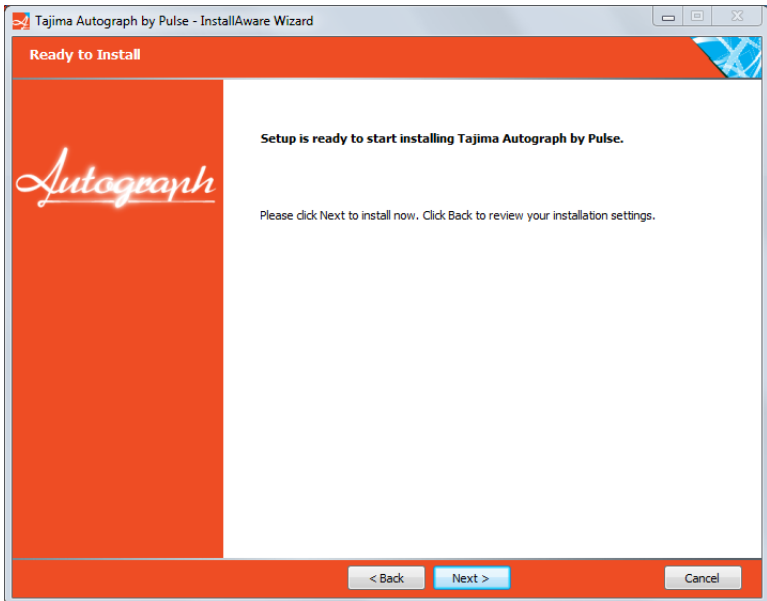 Tajima Autograph by Pulse - InstallAware Wizard
Ready to Install
Autograph
Setup is ready to start installing Tajima Autograph by Pulse.
Please click Next to install now. Click Back to review your installation settings.
< Back Next > Cancel